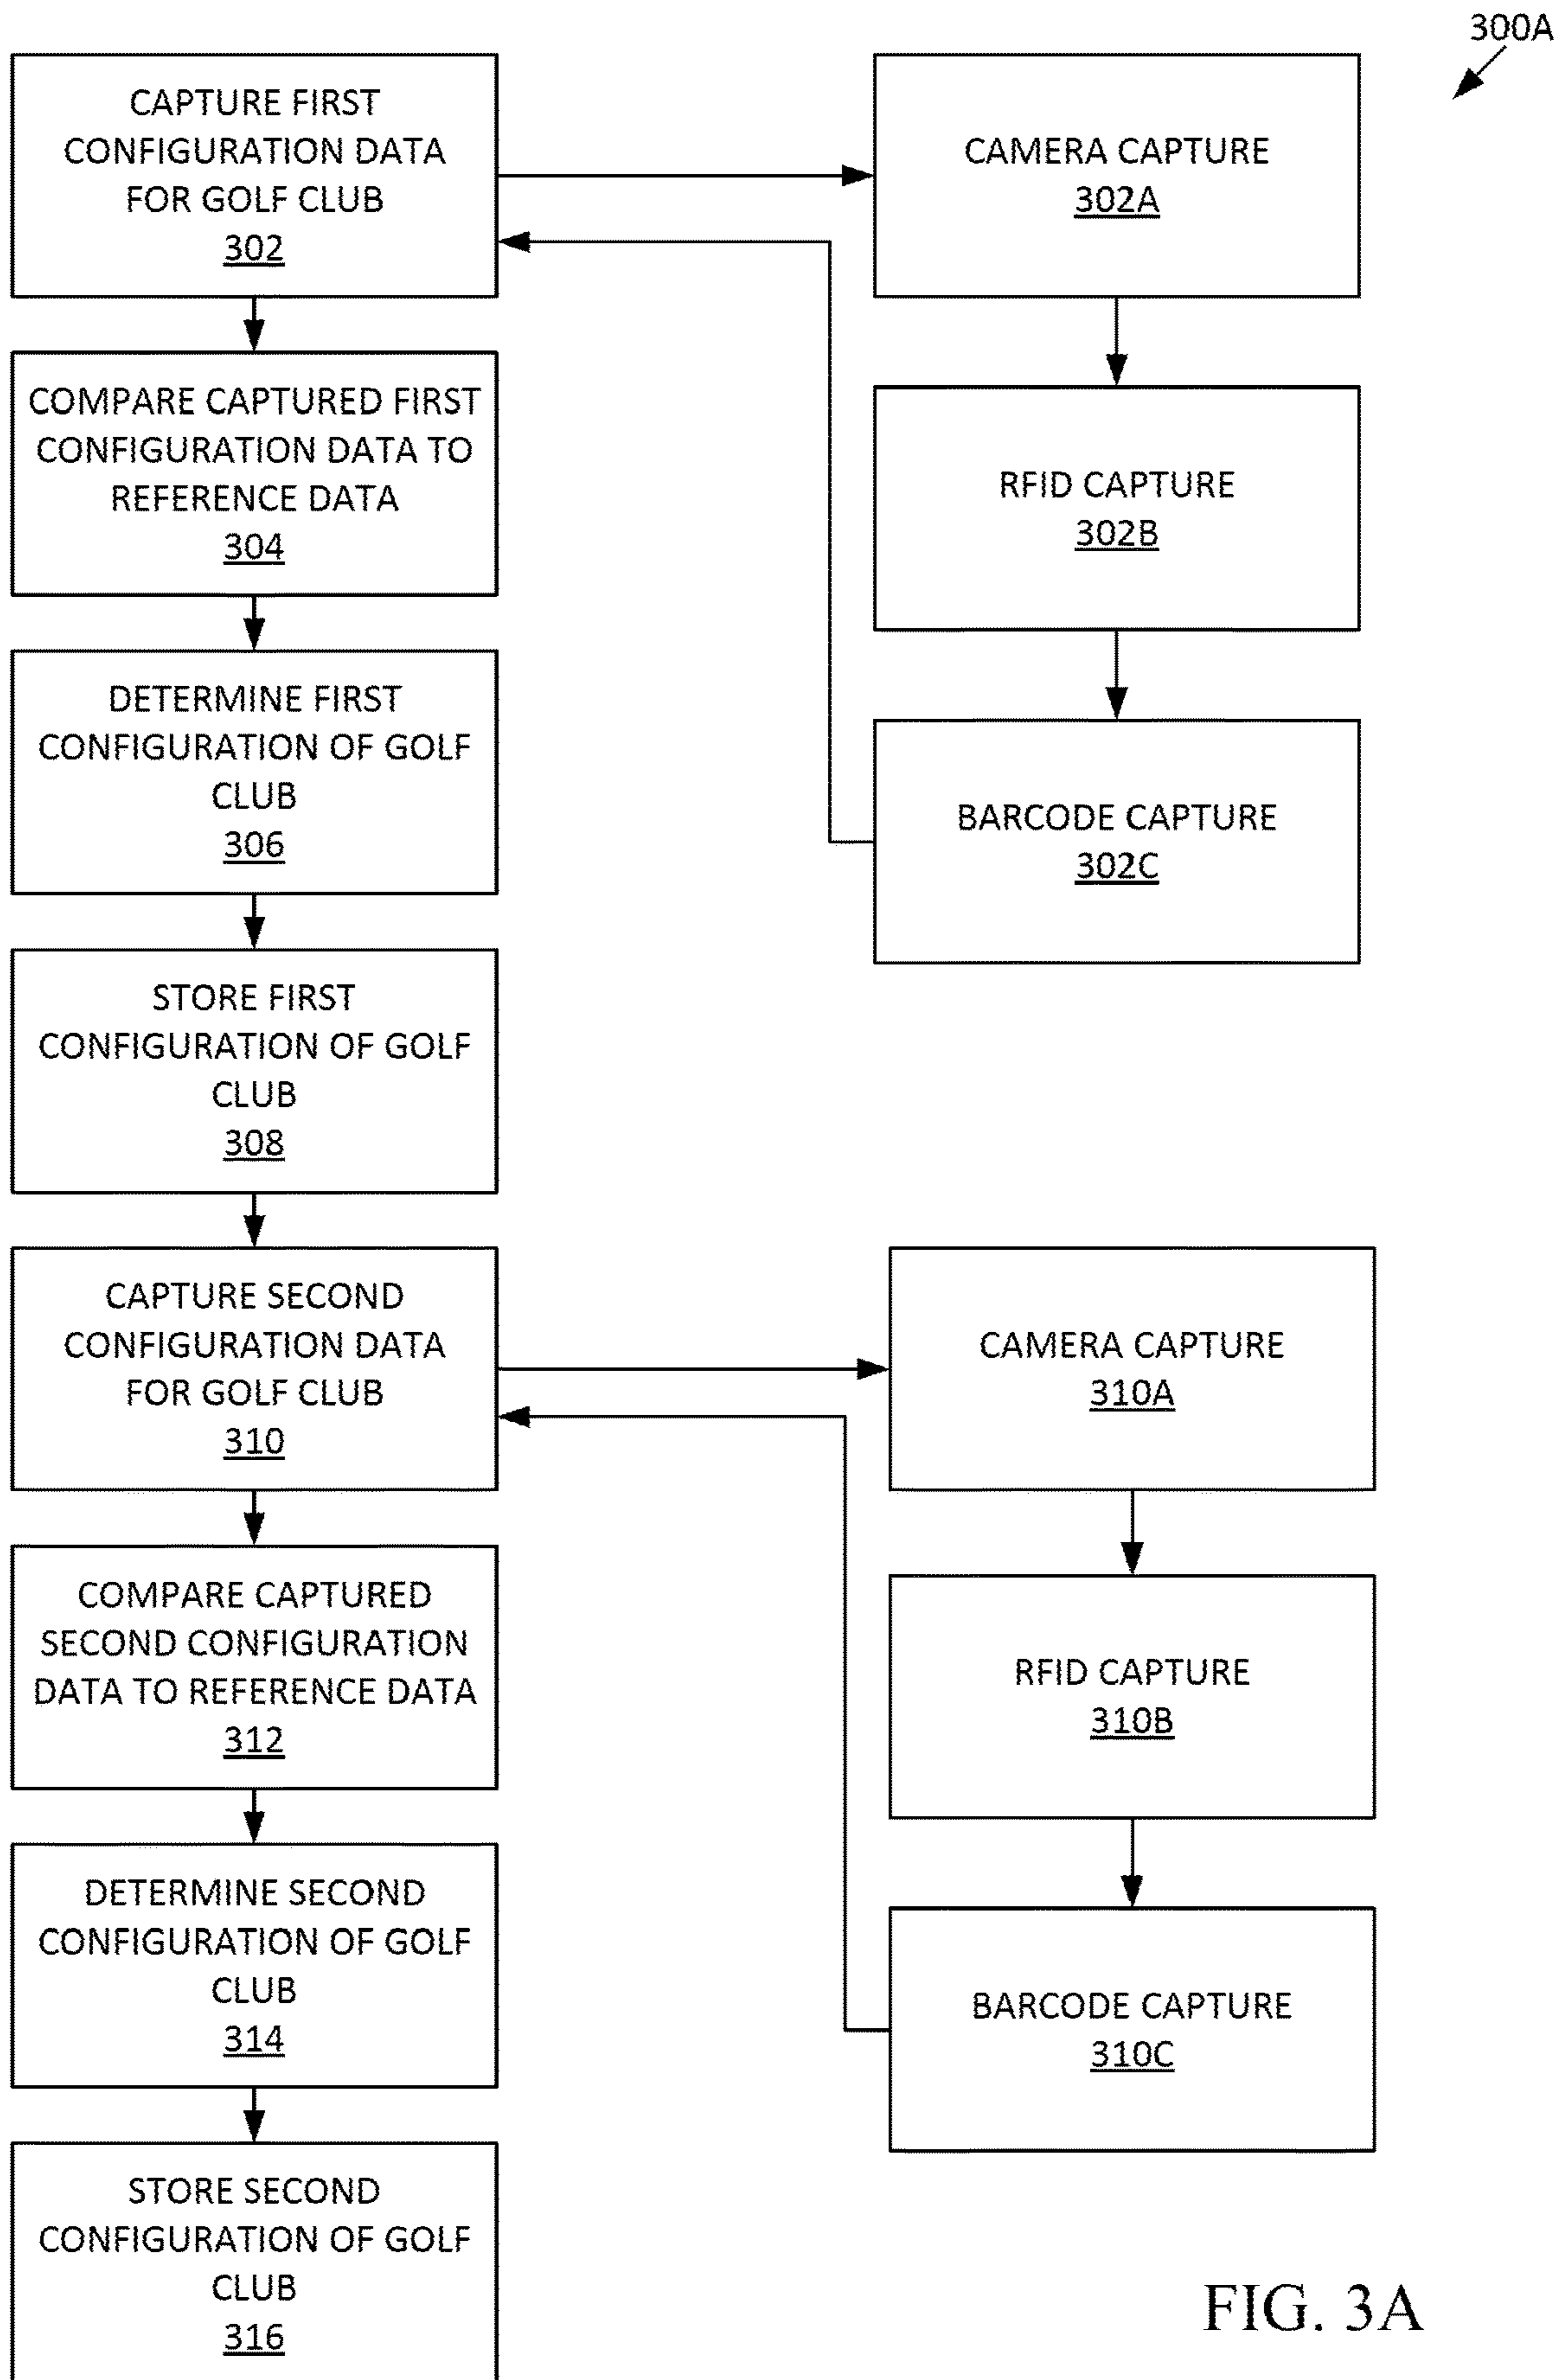 300A
CAPTURE FIRST
CONFIGURATION DATA
FOR GOLF CLUB
302
CAMERA CAPTURE
302A
RFID CAPTURE
302B
BARCODE CAPTURE
302C
COMPARE CAPTURED FIRST
CONFIGURATION DATA TO
REFERENCE DATA
304
DETERMINE FIRST
CONFIGURATION OF GOLF
CLUB
306
STORE FIRST
CONFIGURATION OF GOLF
CLUB
308
CAPTURE SECOND
CONFIGURATION DATA
FOR GOLF CLUB
310
CAMERA CAPTURE
310A
RFID CAPTURE
310B
BARCODE CAPTURE
310C
COMPARE CAPTURED
SECOND CONFIGURATION
DATA TO REFERENCE DATA
312
DETERMINE SECOND
CONFIGURATION OF GOLF
CLUB
314
STORE SECOND
CONFIGURATION OF GOLF
CLUB
316
FIG. 3A